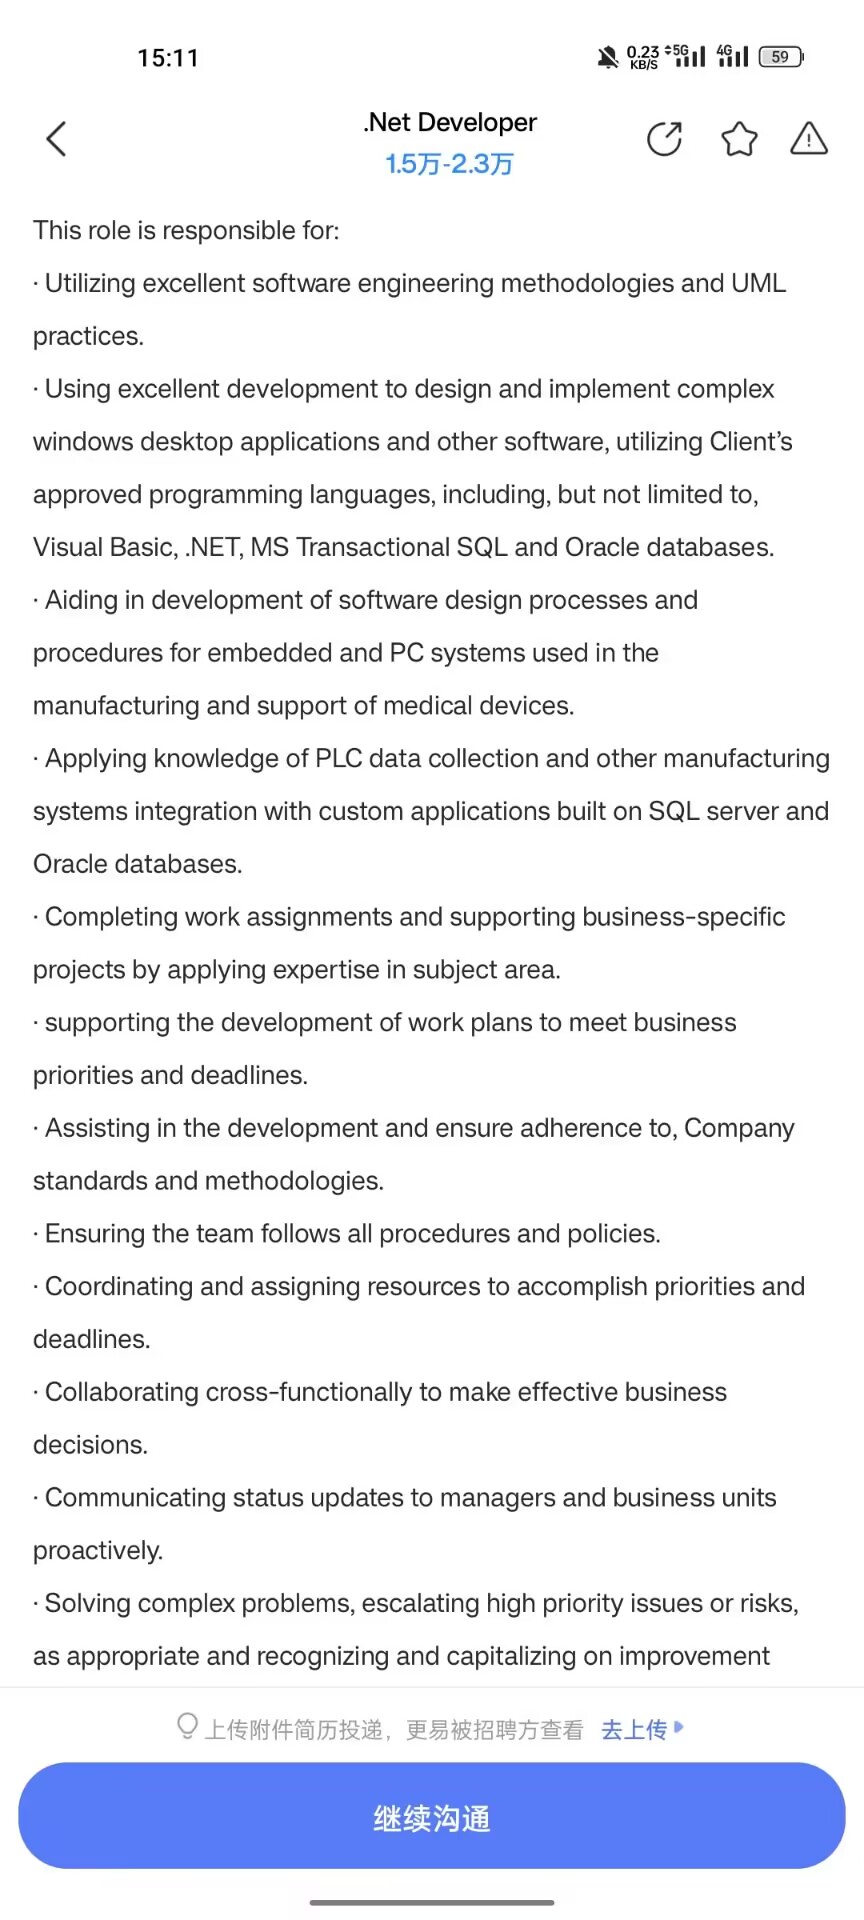 15:11
0.23 KB/S 5G 4G 59
.Net Developer
1.5万-2.3万
This role is responsible for:
· Utilizing excellent software engineering methodologies and UML
practices.
· Using excellent development to design and implement complex
windows desktop applications and other software, utilizing Client’s
approved programming languages, including, but not limited to,
Visual Basic, .NET, MS Transactional SQL and Oracle databases.
· Aiding in development of software design processes and
procedures for embedded and PC systems used in the
manufacturing and support of medical devices.
· Applying knowledge of PLC data collection and other manufacturing
systems integration with custom applications built on SQL server and
Oracle databases.
· Completing work assignments and supporting business-specific
projects by applying expertise in subject area.
· supporting the development of work plans to meet business
priorities and deadlines.
· Assisting in the development and ensure adherence to, Company
standards and methodologies.
· Ensuring the team follows all procedures and policies.
· Coordinating and assigning resources to accomplish priorities and
deadlines.
· Collaborating cross-functionally to make effective business
decisions.
· Communicating status updates to managers and business units
proactively.
· Solving complex problems, escalating high priority issues or risks,
as appropriate and recognizing and capitalizing on improvement
上传附件简历投递，更易被招聘方查看 去上传
继续沟通